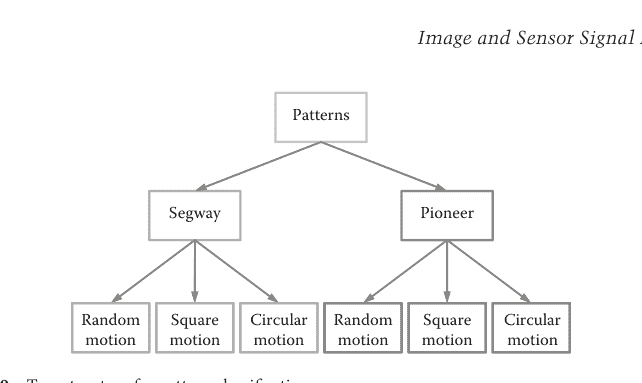 Image and Sensor Signal
Patterns
Segway
Pioneer
Random
motion
Square
motion
Circular
motion
Random
motion
Square
motion
Circular
motion